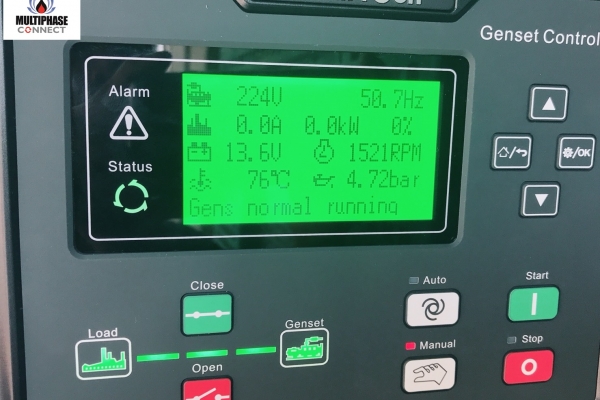 MULTIPHASE
CONNECT
Genset Control
Alarm
Status
224V 50.7Hz
0.0A 0.0kW 0%
13.6V 1521RPM
76℃ 4.72bar
Gens normal running
/OK
Close
Open
Load
Genset
Auto
Manual
Start
I
Stop
O